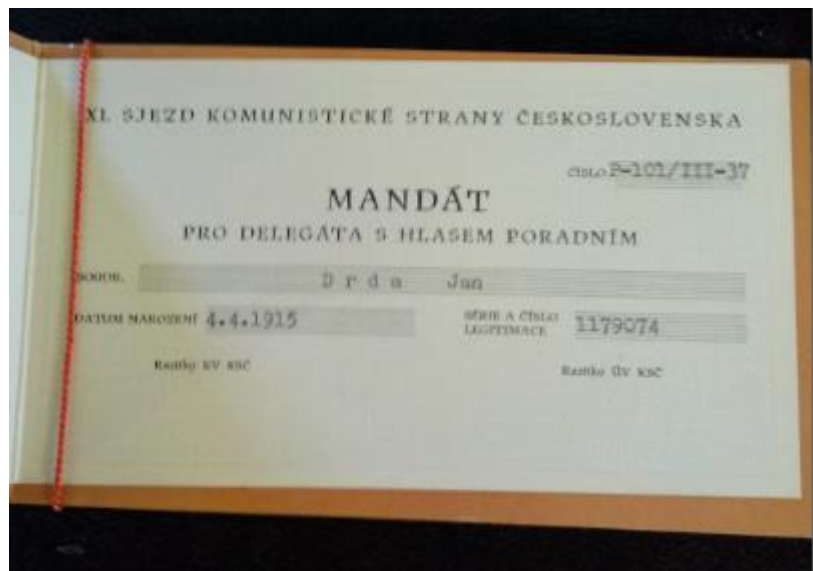 XI. SJEZD KOMUNISTICKÉ STRANY ČESKOSLOVENSKA
ČÍSLO P-101/III-37
MANDÁT
PRO DELEGÁTA S HLASEM PORADNÍM
SOUDR. Drda Jan
DATUM NAROZENÍ 4.4.1915 SÉRIE A ČÍSLO
LEGITIMACE 1179074
Razítko KV KSČ Razítko ÚV KSČ